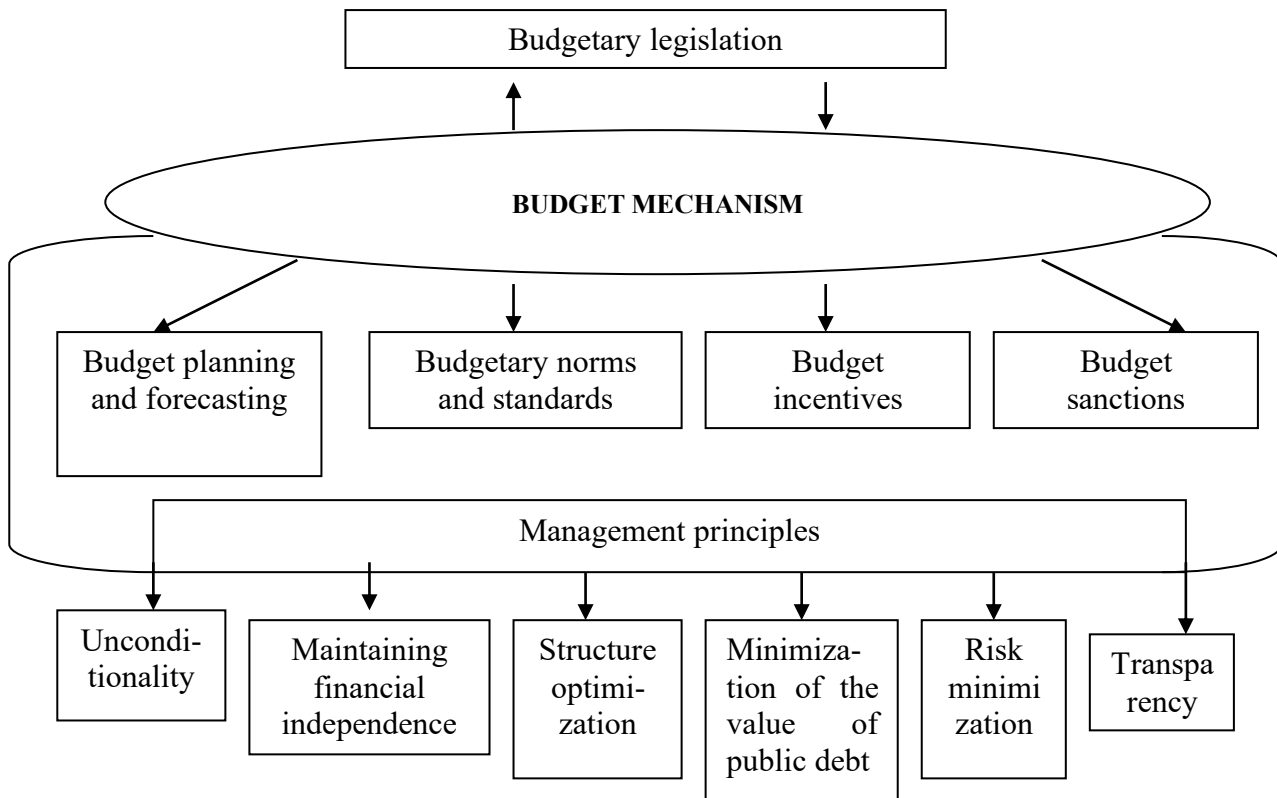 Budgetary legislation
BUDGET MECHANISM
Budget planning
and forecasting
Budgetary norms
and standards
Budget
incentives
Budget
sanctions
Management principles
Uncondi-
tionality
Maintaining
financial
independence
Structure
optimi-
zation
Minimiza-
tion of the
value of
public debt
Risk
minimi
zation
Transpa
rency